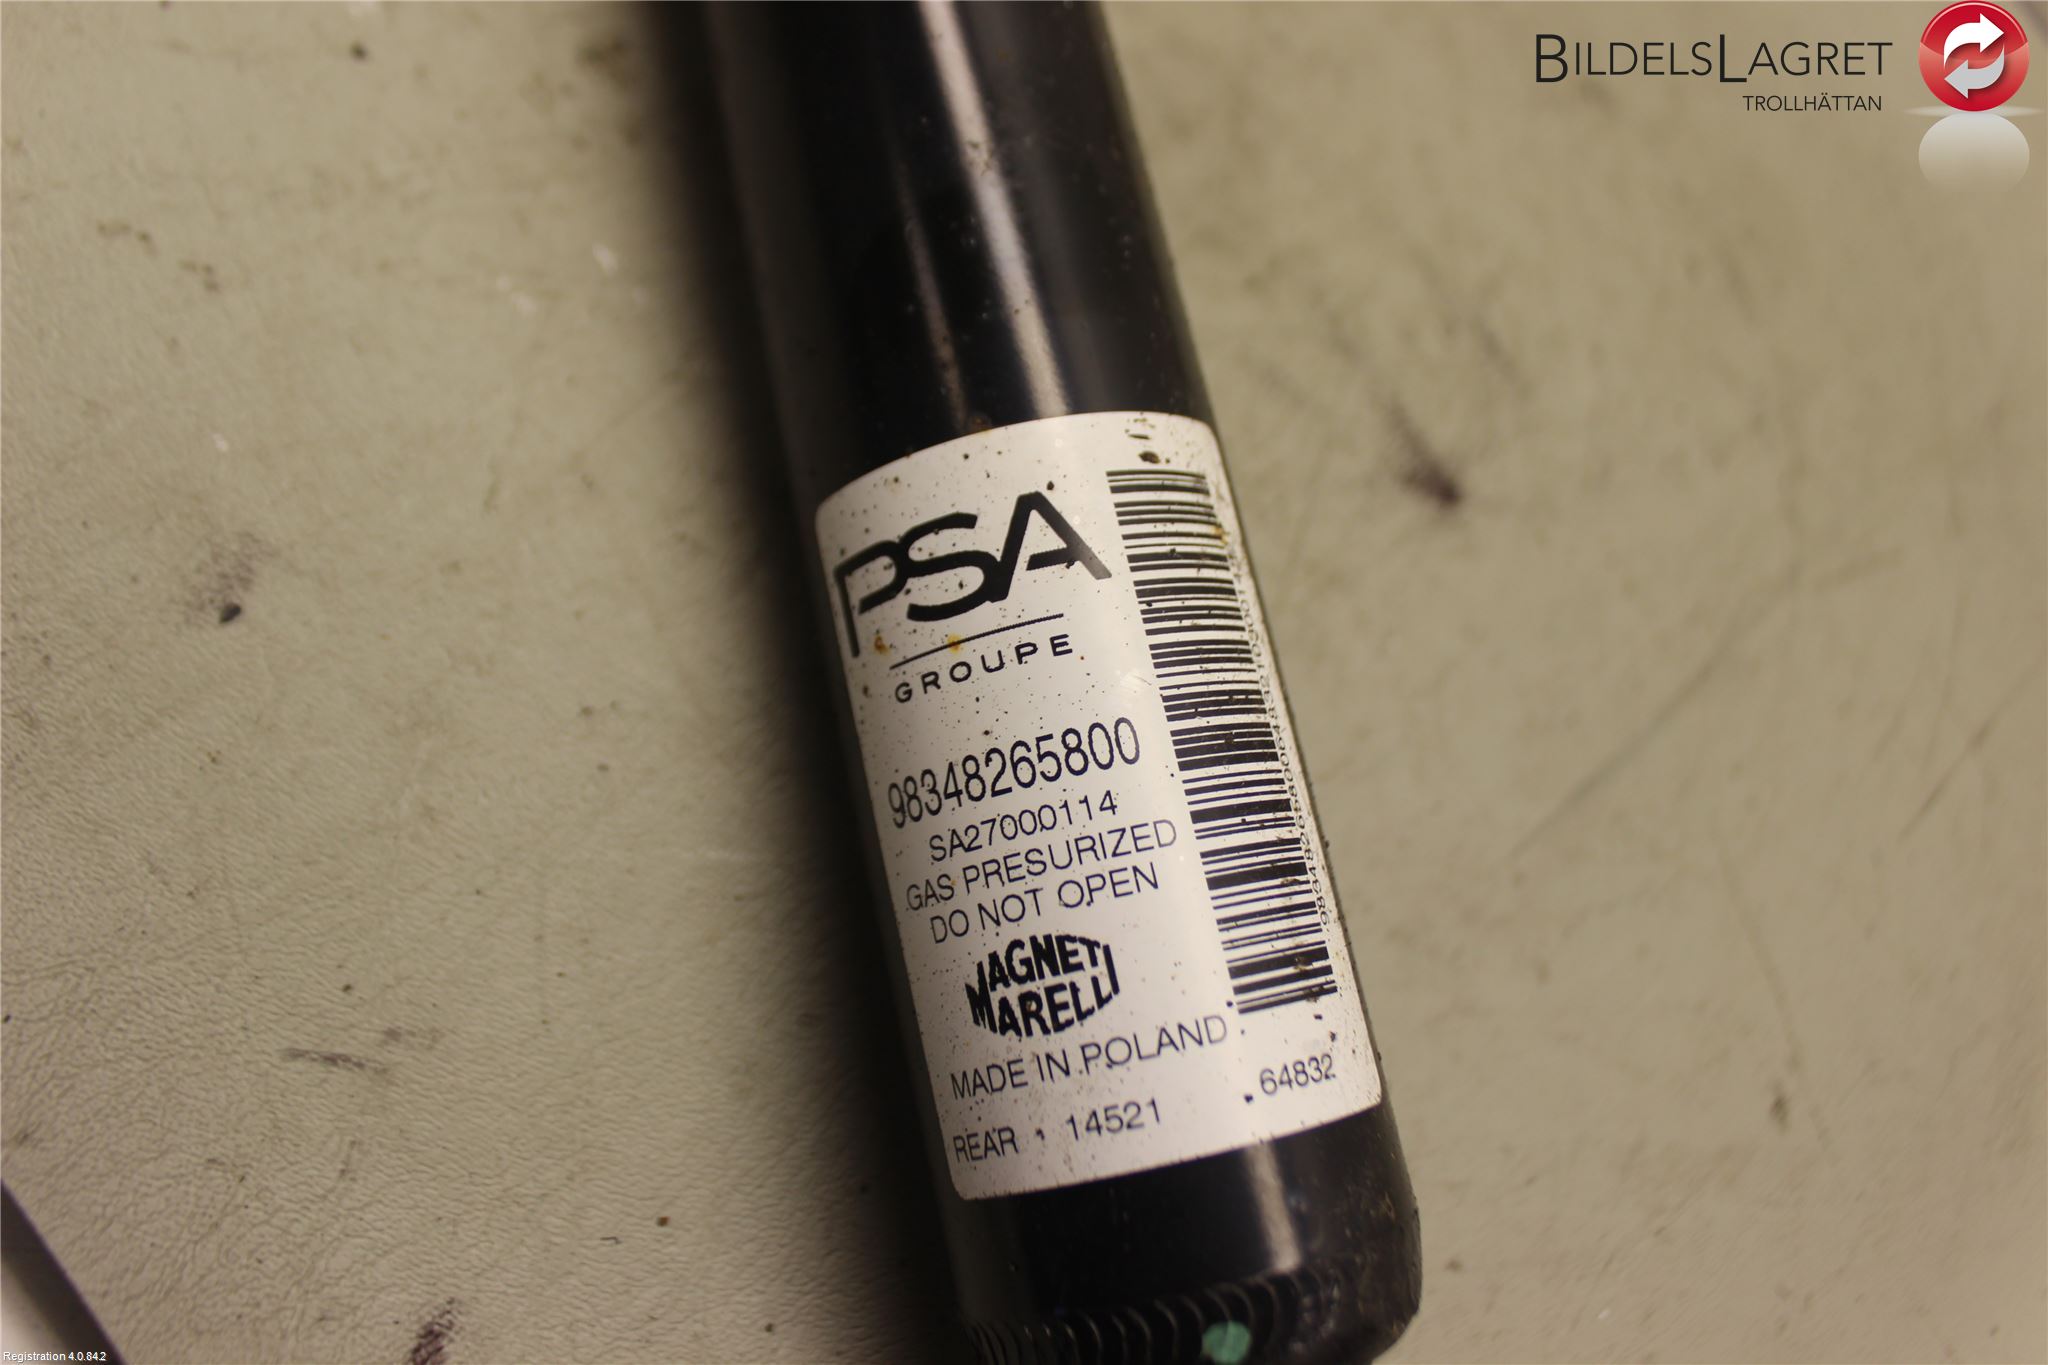 BILDELSLAGRET
TROLLHÄTTAN
PSA
GROUPE
98348265800
SA27000114
GAS PRESURIZED
DO NOT OPEN
MAGNETI
MARELLI
MADE IN POLAND
REAR 14521
64832
Registration 4.0.84.2